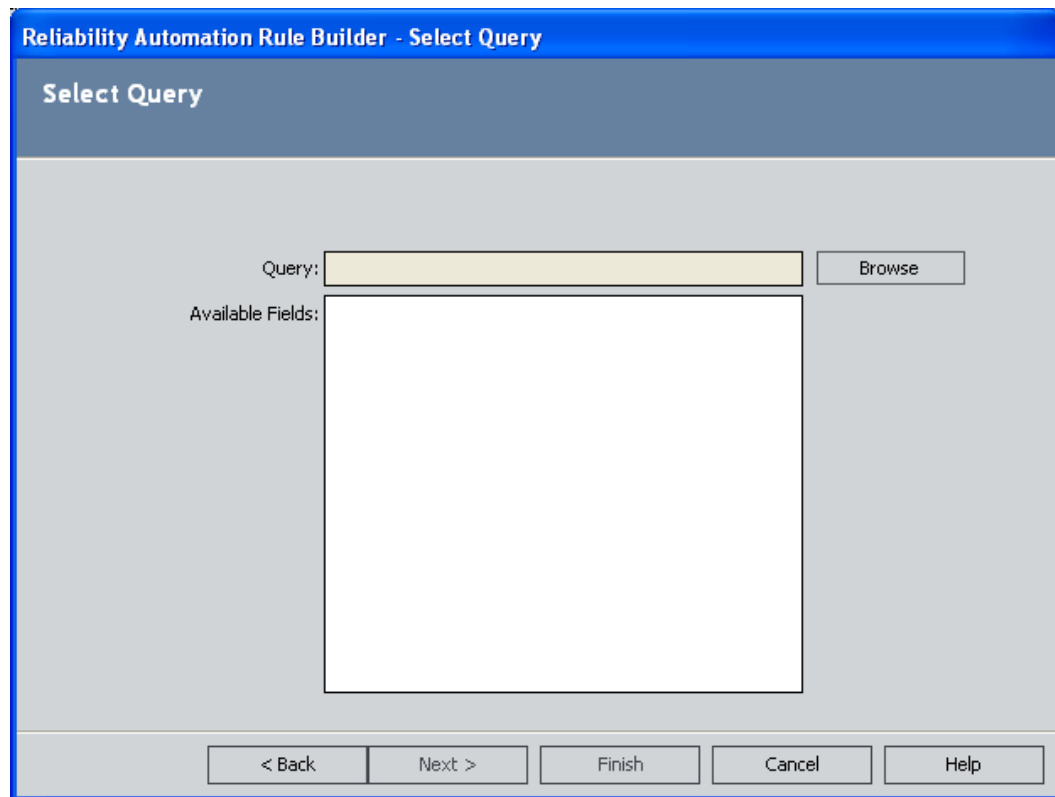 Reliability Automation Rule Builder - Select Query
Select Query
Query:
Browse
Available Fields:
< Back
Next >
Finish
Cancel
Help